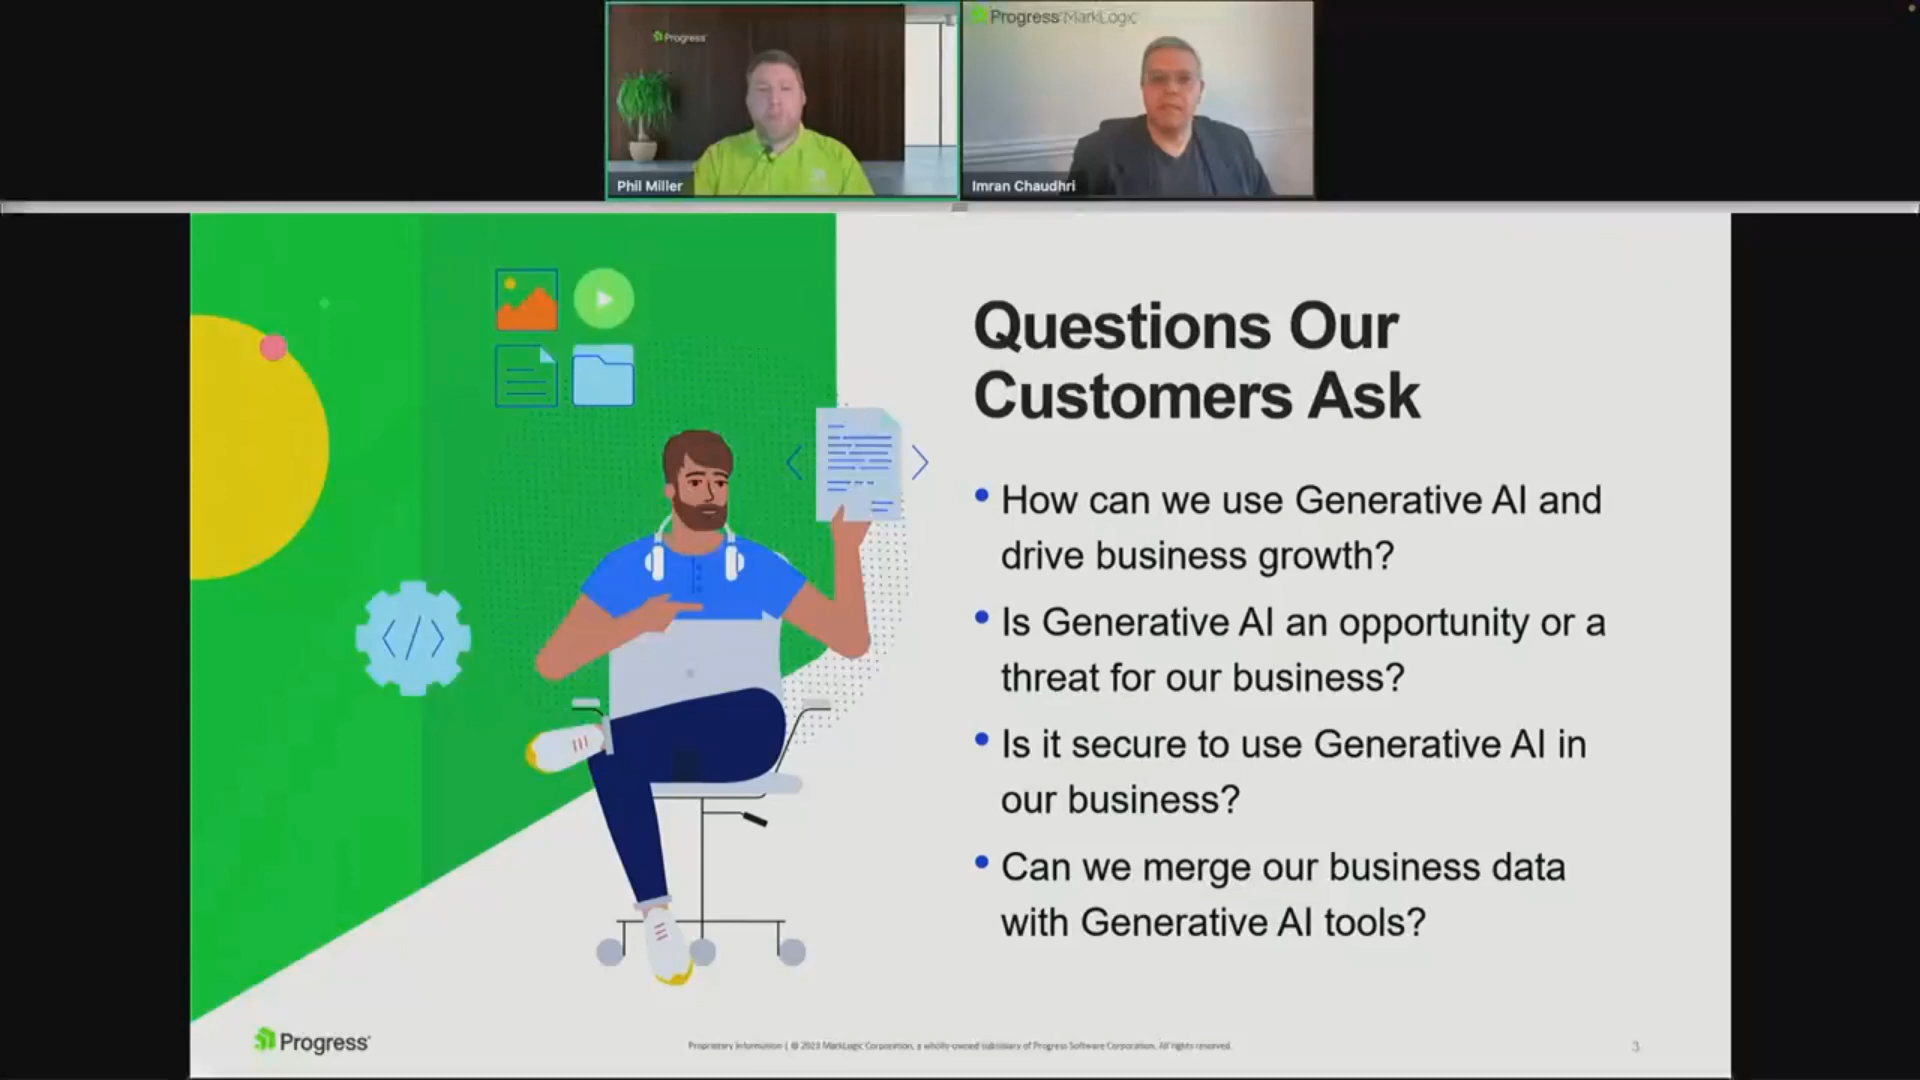 Progress
Progress MarkLogic
Phil Miller
Imran Chaudhri
Questions Our
Customers Ask
How can we use Generative AI and
drive business growth?
Is Generative AI an opportunity or a
threat for our business?
Is it secure to use Generative AI in
our business?
Can we merge our business data
with Generative AI tools?
Progress
Proprietary Information | © 2023 MarkLogic Corporation, a wholly-owned subsidiary of Progress Software Corporation. All rights reserved.
3